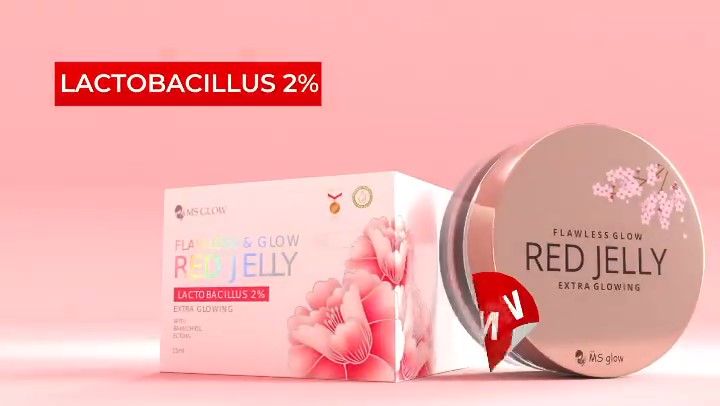 LACTOBACILLUS 2%
MS GLOW
FLAWLESS & GLOW
RED JELLY
LACTOBACILLUS 2%
EXTRA GLOWING
FLAWLESS GLOW
RED JELLY
EXTRA GLOWING
MS glow